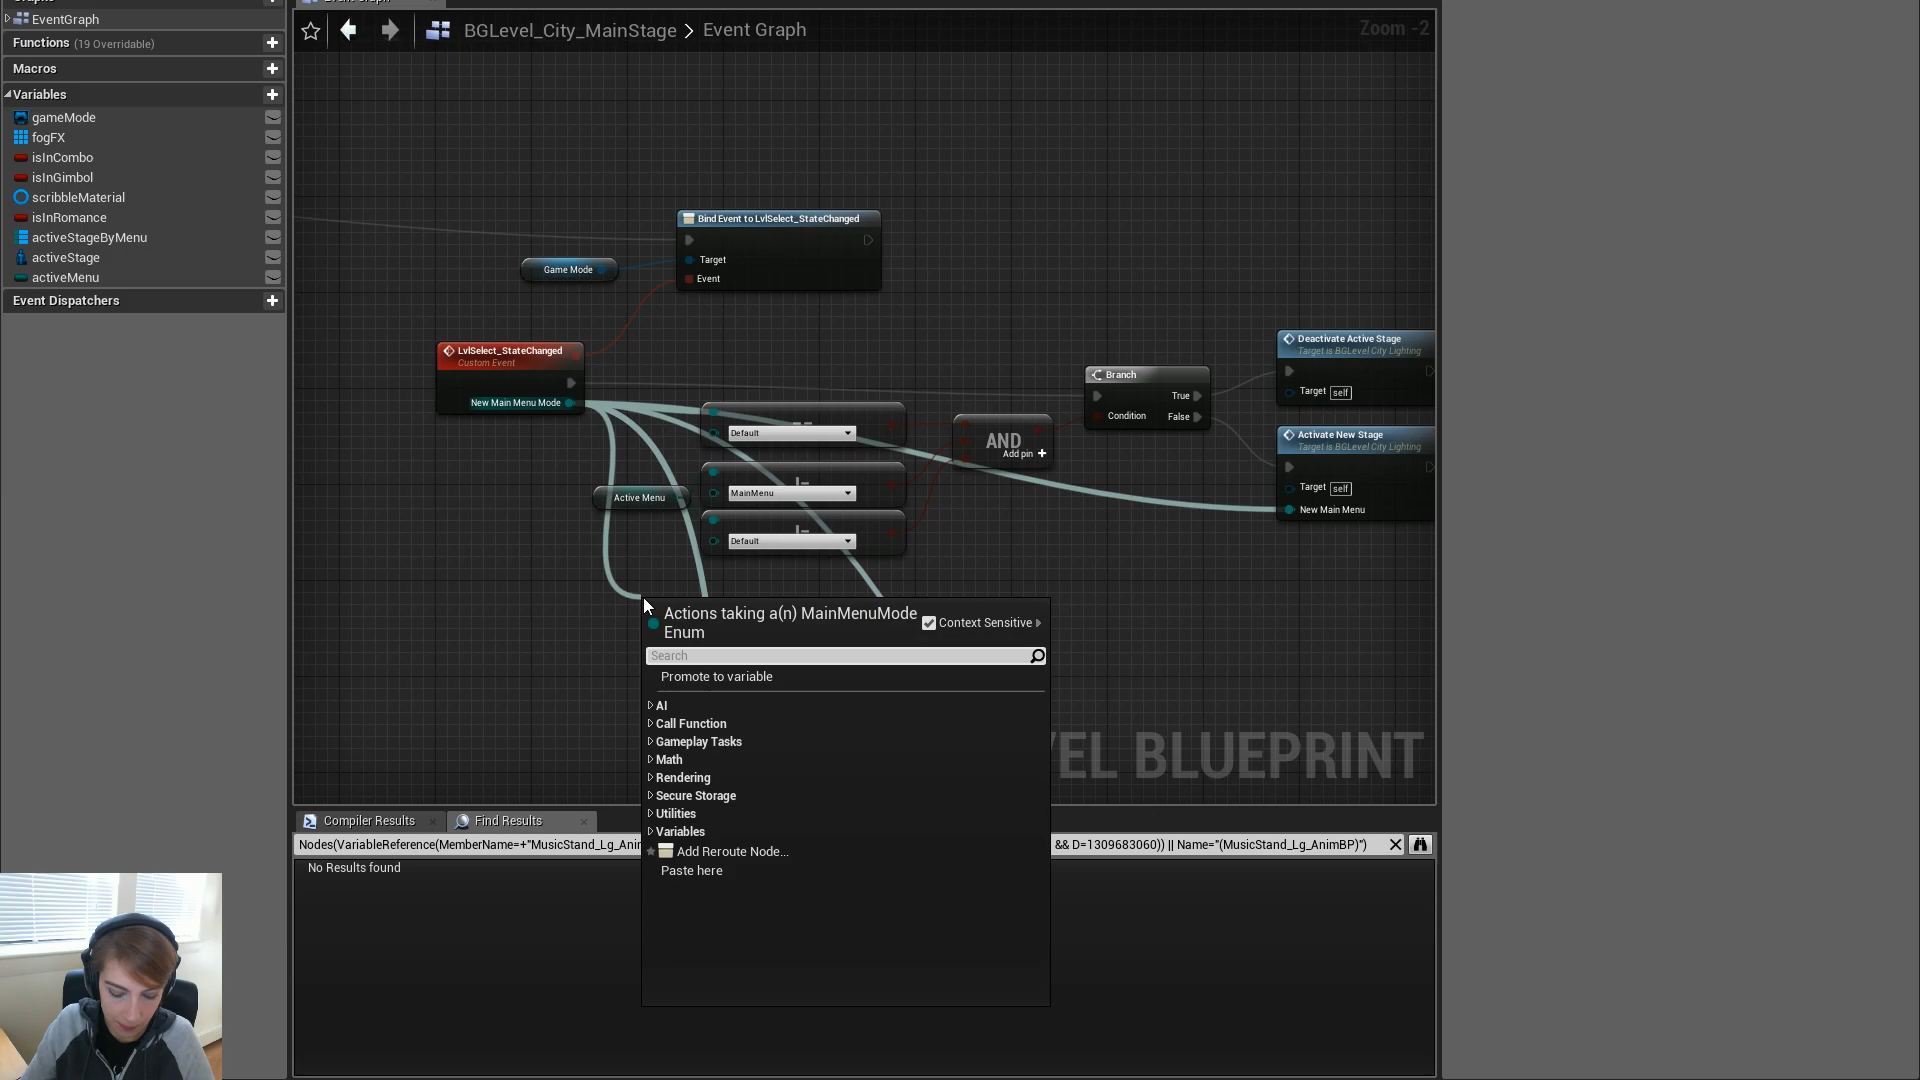 EventGraph
Functions (19 Overridable)
Macros
Variables
gameMode
fogFX
isInCombo
isInGimbol
scribbleMaterial
isInRomance
activeStageByMenu
activeStage
activeMenu
Event Dispatchers
BGLevel_City_MainStage > Event Graph
Zoom -2
Bind Event to LvlSelect_StateChanged
Target
Event
Game Mode
LvlSelect_StateChanged
Custom Event
New Main Menu Mode
Default
Active Menu
MainMenu
Default
AND
Add pin
Branch
True
Condition
False
Deactivate Active Stage
Target is BGLevel City Lighting
Target self
Activate New Stage
Target is BGLevel City Lighting
Target self
New Main Menu
Actions taking a(n) MainMenuMode
Enum
Context Sensitive
Search
Promote to variable
AI
Call Function
Gameplay Tasks
Math
Rendering
Secure Storage
Utilities
Variables
Add Reroute Node...
Paste here
VEL BLUEPRINT
Compiler Results
Find Results
Nodes(VariableReference(MemberName=+"MusicStand_Lg_Anim
&& D=1309683060)) || Name="(MusicStand_Lg_AnimBP)")
No Results found